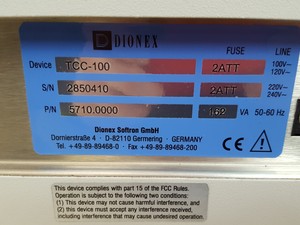 DIONEX
FUSE LINE
Device TCC-100 2ATT 100V~ 120V~
S/N 2850410 2ATT 220V~ 240V~
P/N 5710.0000 162 VA 50-60 Hz
Dionex Softron GmbH
Dornierstraße 4 • D-82110 Germering • GERMANY
Tel +49-89-89468-0 • Fax +49-89-89468-200
This device complies with part 15 of the FCC Rules.
Operation is subject to the following two conditions:
(1) This device may not cause harmful interference, and
(2) this device must accept any interference received,
including interference that may cause undesired operation.